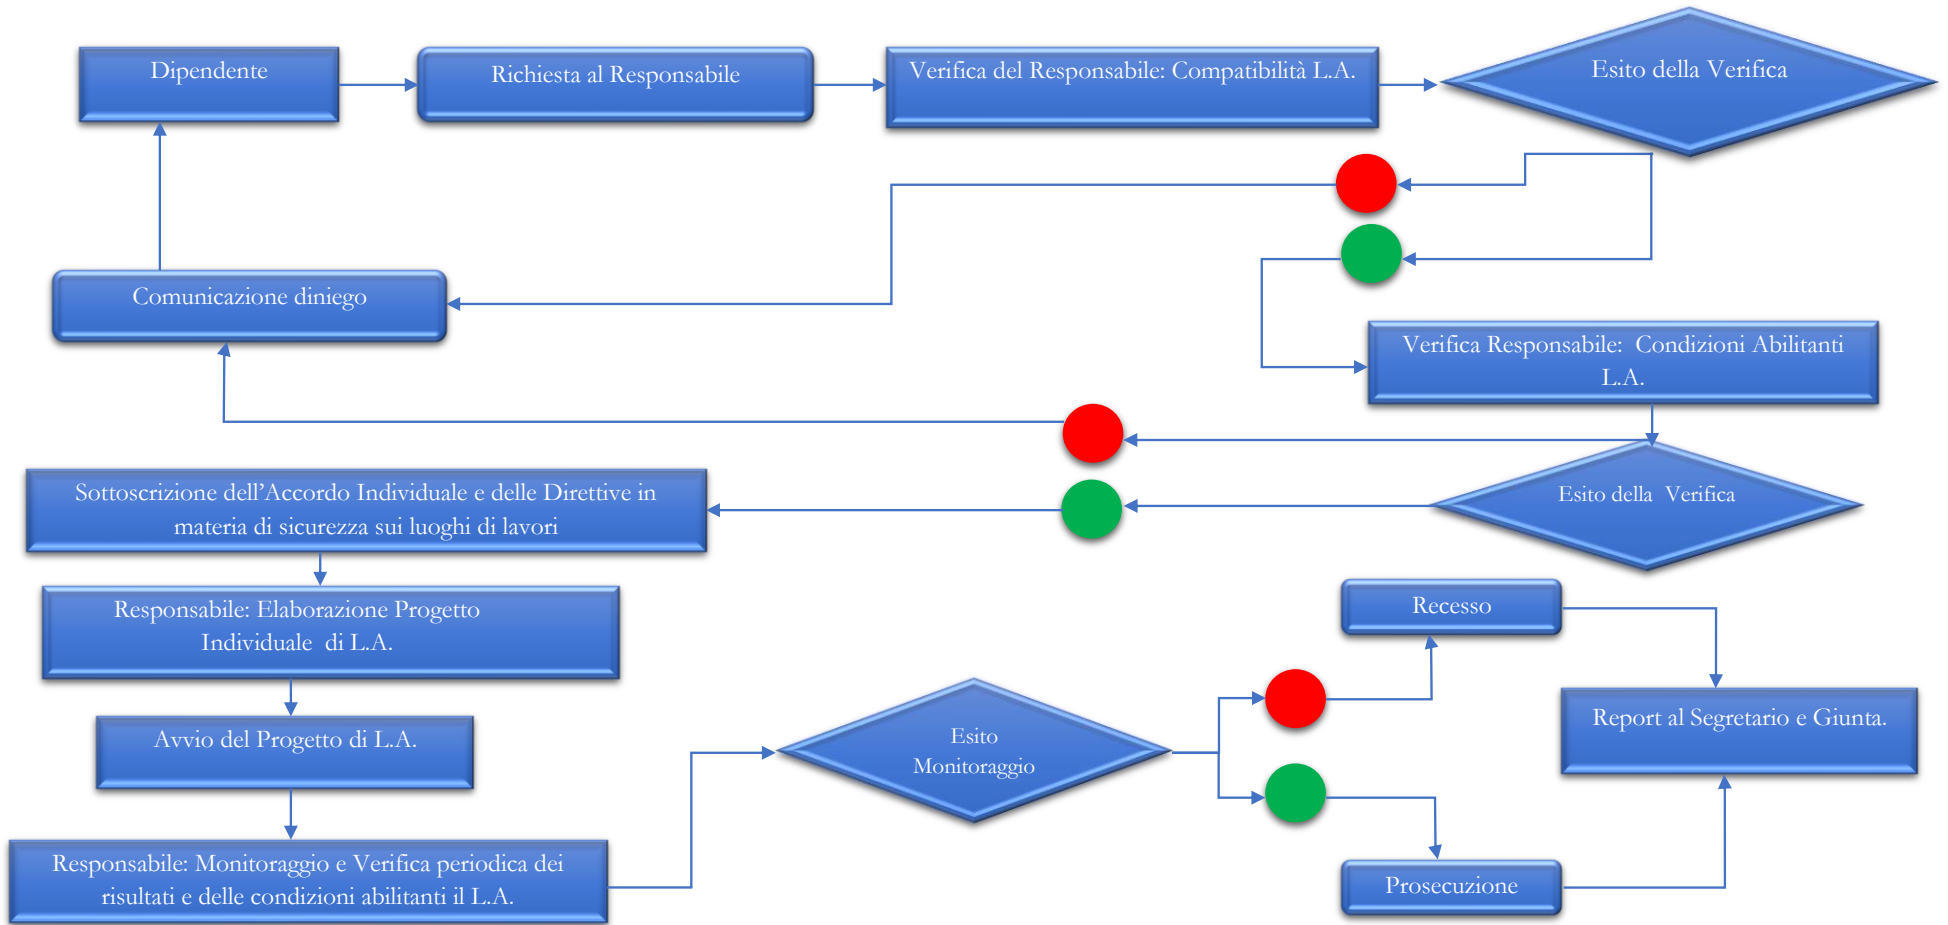 Dipendente
Richiesta al Responsabile
Verifica del Responsabile: Compatibilità L.A.
Esito della Verifica
Comunicazione diniego
Verifica Responsabile:  Condizioni Abilitanti
L.A.
Esito della  Verifica
Sottoscrizione dell’Accordo Individuale e delle Direttive in
materia di sicurezza sui luoghi di lavori
Responsabile: Elaborazione Progetto
Individuale  di L.A.
Avvio del Progetto di L.A.
Responsabile: Monitoraggio e Verifica periodica dei
risultati e delle condizioni abilitanti il L.A.
Esito
Monitoraggio
Recesso
Prosecuzione
Report al Segretario e Giunta.